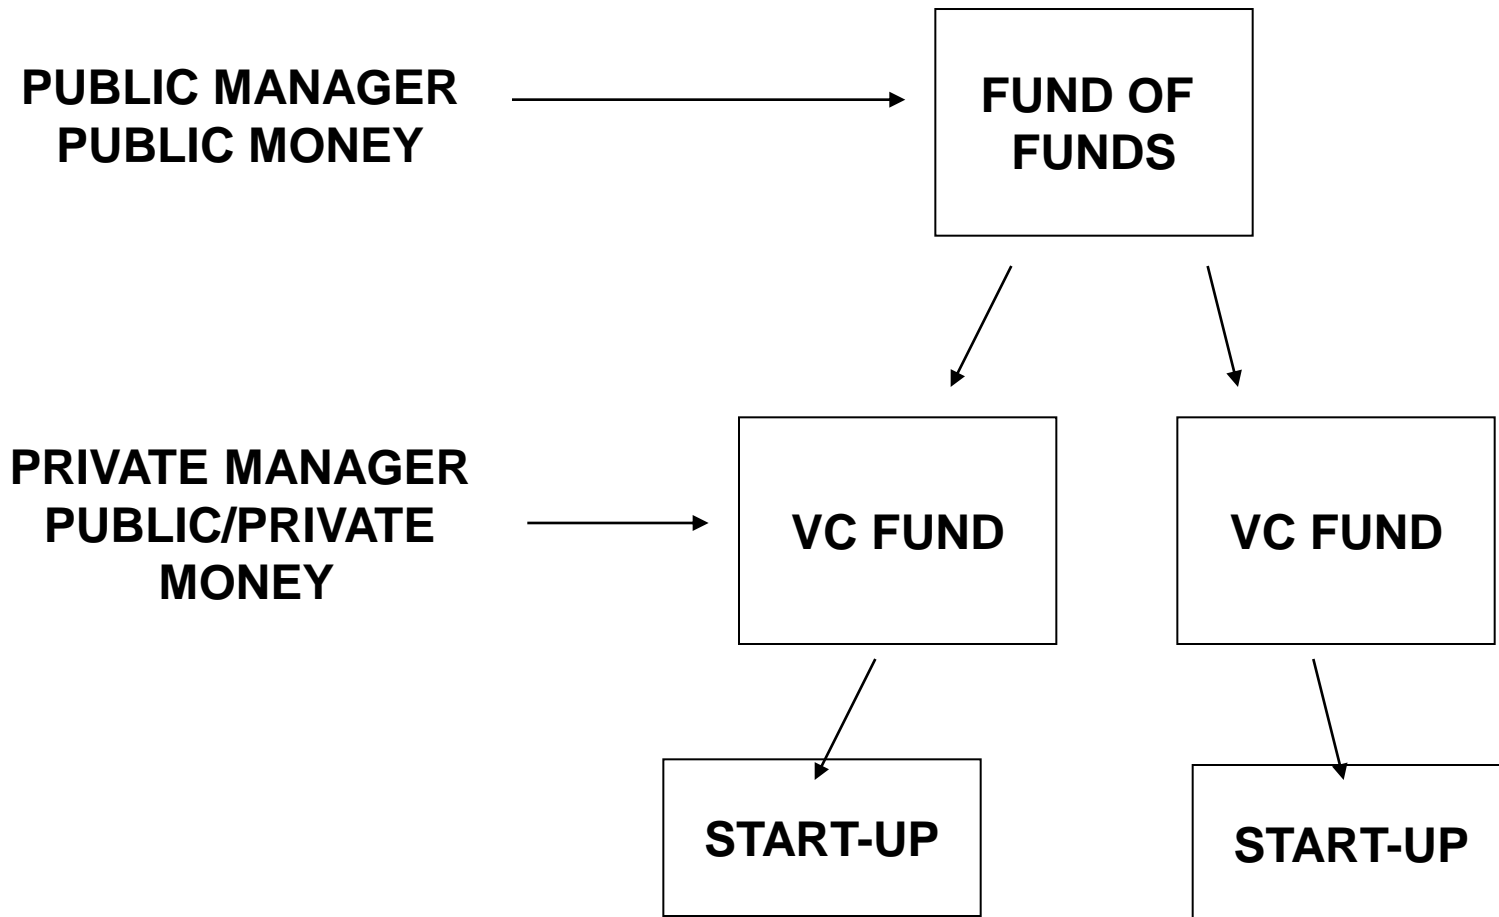 PUBLIC MANAGER
PUBLIC MONEY
FUND OF
FUNDS
PRIVATE MANAGER
PUBLIC/PRIVATE
MONEY
VC FUND
VC FUND
START-UP
START-UP